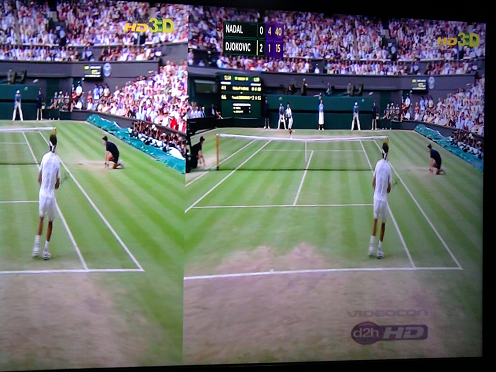 HD3D
NADAL 0 4 40
DJOKOVIC 2 1 15
HD3D
VIDEOCON
d2h HD